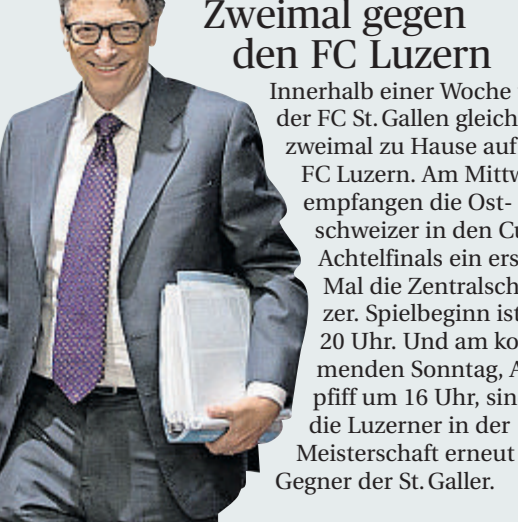 Zweimal gegen
den FC Luzern
Innerhalb einer Woche
der FC St. Gallen gleich
zweimal zu Hause auf
FC Luzern. Am Mittw
empfangen die Ost-
schweizer in den Cu
Achtelfinals ein ers
Mal die Zentralsch
zer. Spielbeginn ist
20 Uhr. Und am ko
menden Sonntag, A
pfiff um 16 Uhr, sin
die Luzerner in der
Meisterschaft erneut
Gegner der St. Galler.